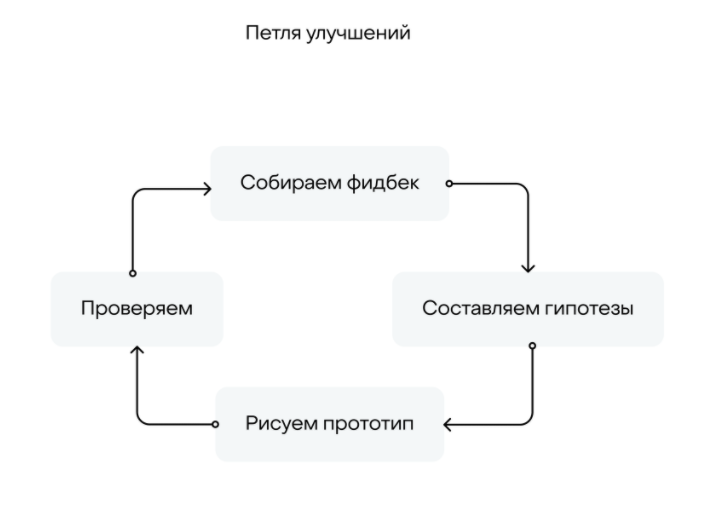 Петля улучшений
Собираем фидбек
Проверяем
Составляем гипотезы
Рисуем прототип